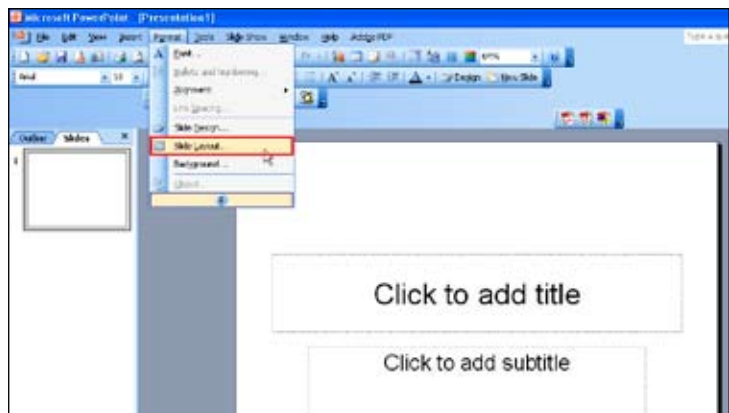 Microsoft PowerPoint - [Presentation1]
File Edit View Insert Format Tools Slide Show Window Help Adobe PDF
Type a
Arial
Design New Slide
Font...
Bullets and Numbering...
Alignment
Line Spacing...
Slide Design...
Slide Layout...
Background...
Outline Slides
1
Click to add title
Click to add subtitle